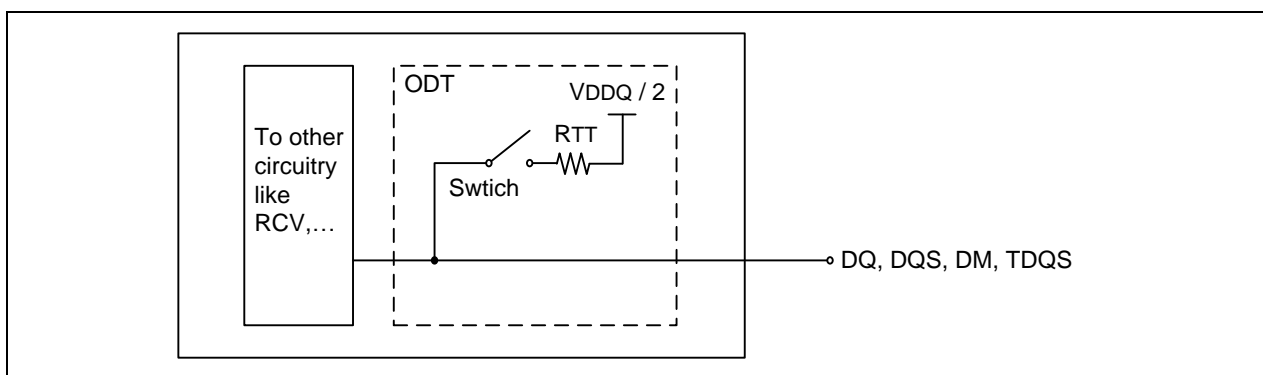 ODT
VDDQ / 2
To other
circuitry
like
RCV,…
RTT
Swtich
DQ, DQS, DM, TDQS